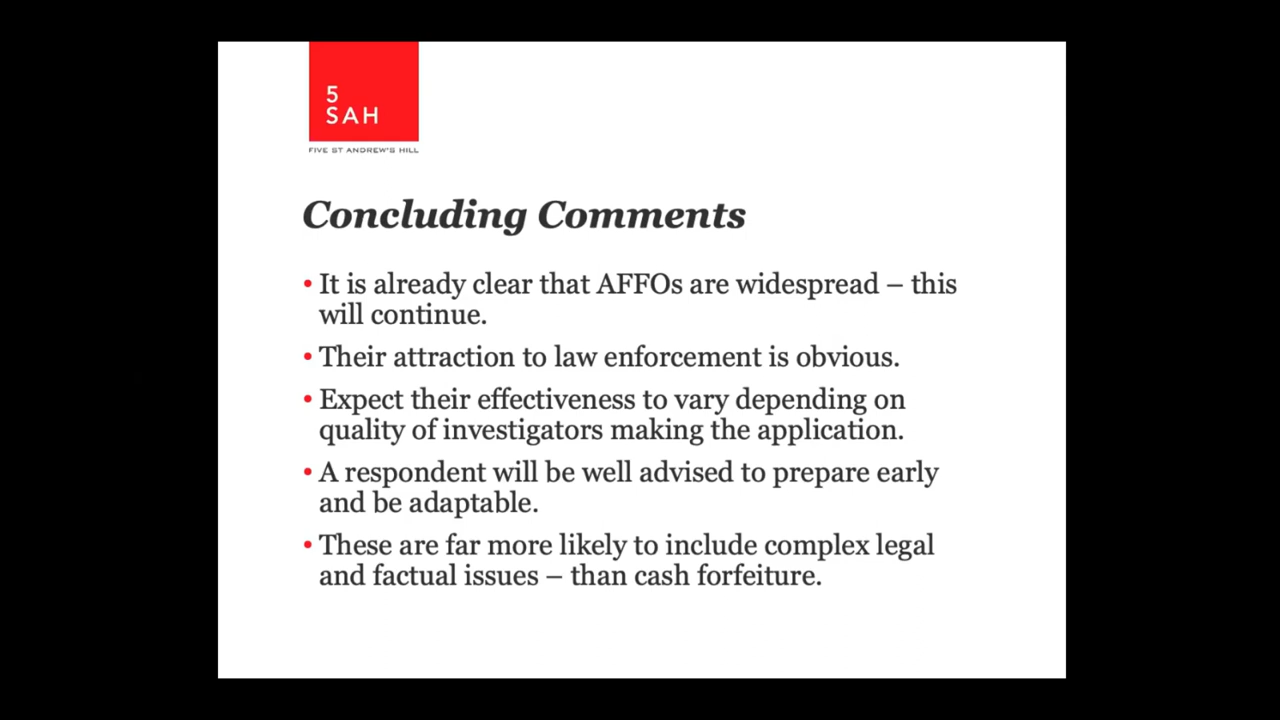 5
SAH
FIVE ST ANDREW'S HILL
Concluding Comments
• It is already clear that AFFOs are widespread – this
will continue.
• Their attraction to law enforcement is obvious.
• Expect their effectiveness to vary depending on
quality of investigators making the application.
• A respondent will be well advised to prepare early
and be adaptable.
• These are far more likely to include complex legal
and factual issues – than cash forfeiture.